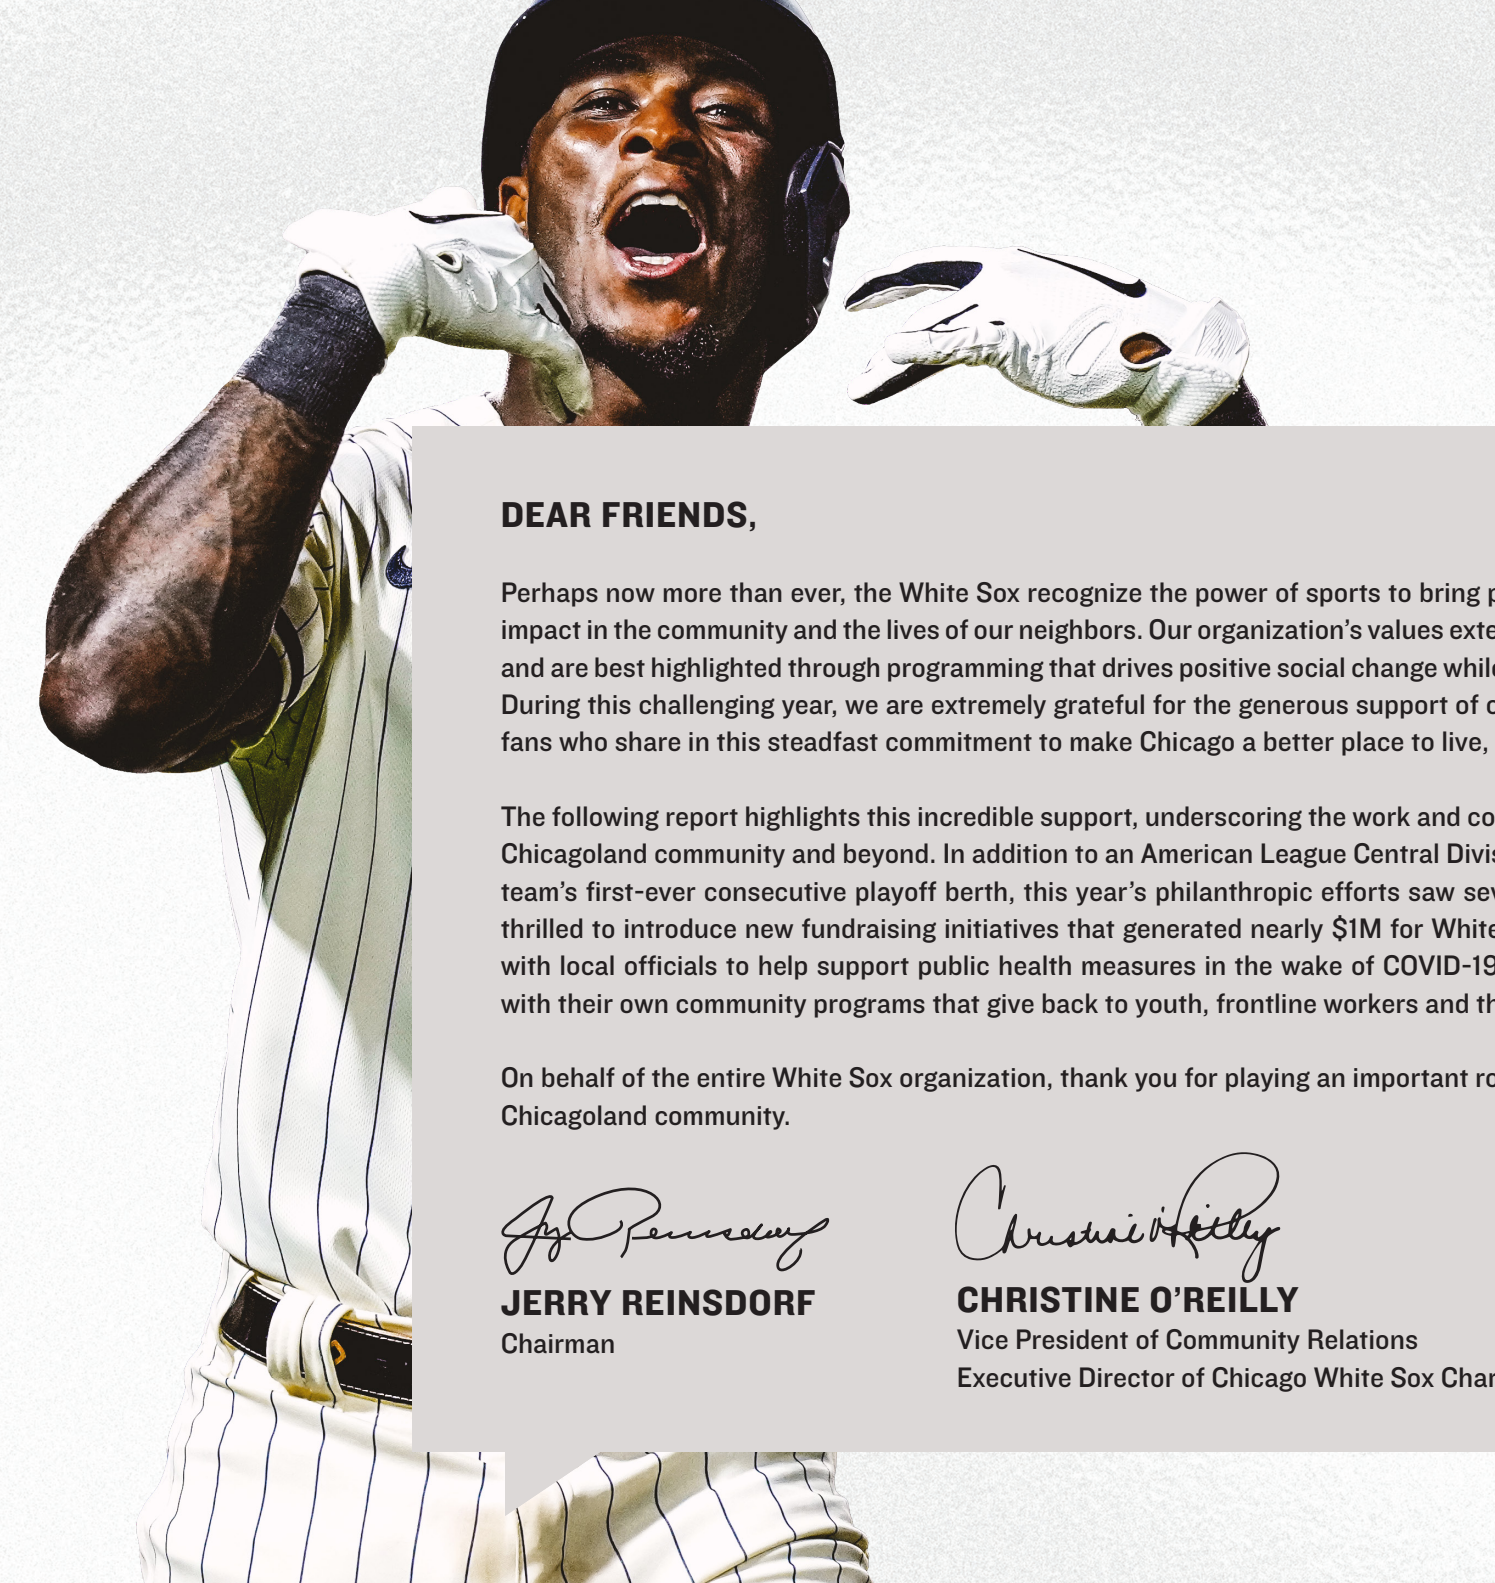 DEAR FRIENDS,
Perhaps now more than ever, the White Sox recognize the power of sports to bring
impact in the community and the lives of our neighbors. Our organization’s values
and are best highlighted through programming that drives positive social change
During this challenging year, we are extremely grateful for the generous support of
fans who share in this steadfast commitment to make Chicago a better place to live,
The following report highlights this incredible support, underscoring the work and
Chicagoland community and beyond. In addition to an American League Central
team’s first-ever consecutive playoff berth, this year’s philanthropic efforts saw
thrilled to introduce new fundraising initiatives that generated nearly $1M for White
with local officials to help support public health measures in the wake of COVID-19
with their own community programs that give back to youth, frontline workers and
On behalf of the entire White Sox organization, thank you for playing an important
Chicagoland community.
Jerry Reinsdorf
Christine O'Reilly
JERRY REINSDORF
CHRISTINE O’REILLY
Chairman
Vice President of Community Relations
Executive Director of Chicago White Sox